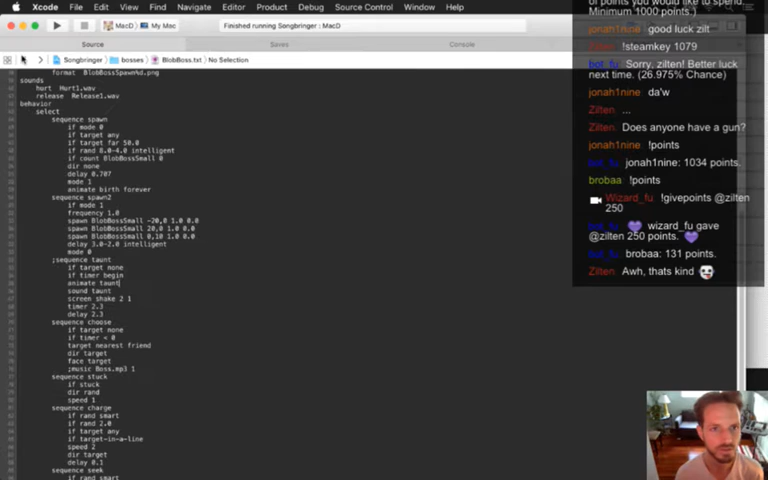 Xcode File Edit View Find Navigate Editor Product Debug Source Control Window Help
MacD My Mac
Finished running Songbringer : MacD
Source Saves Console
Songbringer bosses BlobBoss.txt No Selection
format BlobBossSpawn%d.png
sounds
hurt Hurt1.wav
release Release1.wav
behavior
select
sequence spawn
if mode 0
if target any
if target far 50.0
if rand 8.0-4.0 intelligent
if count BlobBossSmall 0
dir none
delay 0.70?
mode 1
animate birth forever
sequence spawn2
if mode 1
frequency 1.0
spawn BlobBossSmall -20,0 1.0 0.0
spawn BlobBossSmall 20,0 1.0 0.0
spawn BlobBossSmall 0,10 1.0 0.0
delay 3.0-2.0 intelligent
mode 0
;sequence taunt
if target none
if timer begin
animate taunt
sound taunt
screen shake 2 1
timer 2.3
delay 2.3
sequence choose
if target none
if timer < 0
target nearest friend
dir target
face target
;music Boss.mp3 1
sequence stuck
if stuck
dir rand
speed 1
sequence charge
if rand smart
if rand 2.0
if target any
if target-in-a-line
speed 2
dir target
delay 0.1
sequence seek
if rand smart
of points you would like to spend.
Minimum 1000 points.)
jonah1nine good luck zilt
Zilten !steamkey 1079
bot_fu Sorry, zilten! Better luck
next time. (26.975% Chance)
jonah1nine da'w
Zilten ...
Zilten Does anyone have a gun?
jonah1nine !points
bot_fu jonah1nine: 1034 points.
brobaa !points
Wizard_fu !givepoints @zilten
250
bot_fu wizard_fu gave
@zilten 250 points.
bot_fu brobaa: 131 points.
Zilten Awh, thats kind